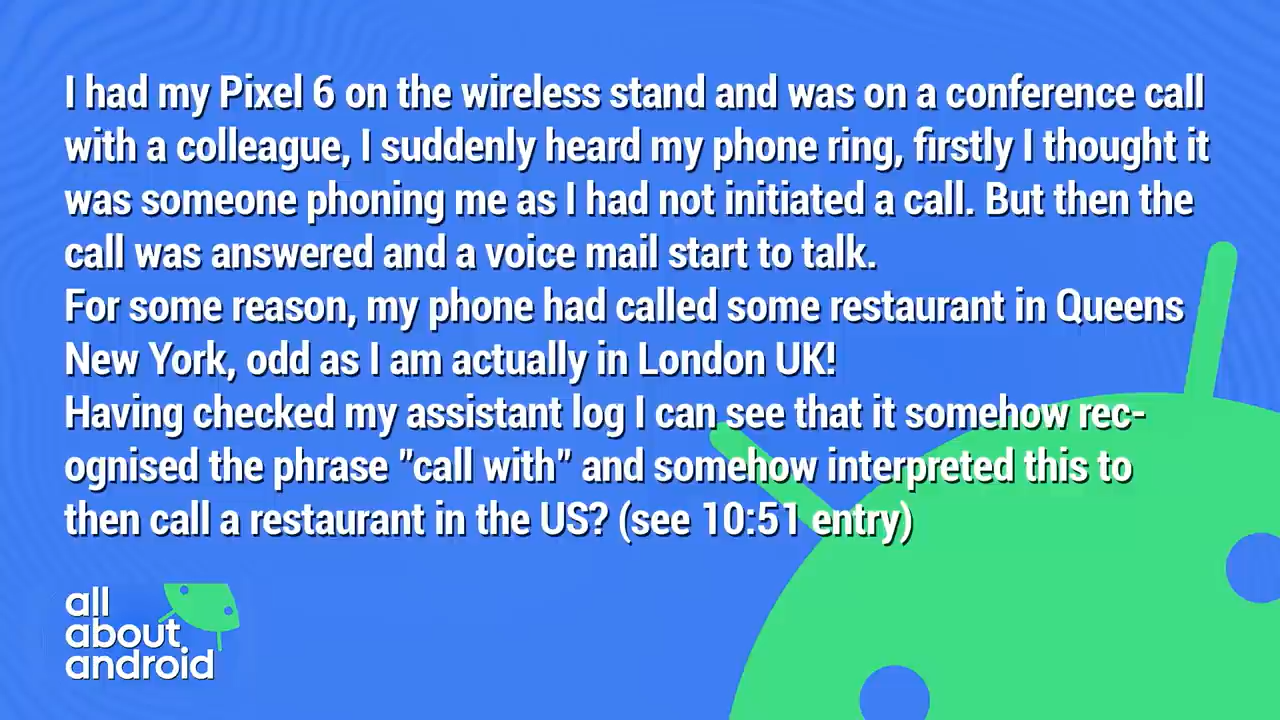 I had my Pixel 6 on the wireless stand and was on a conference call
with a colleague, I suddenly heard my phone ring, firstly I thought it
was someone phoning me as I had not initiated a call. But then the
call was answered and a voice mail start to talk.
For some reason, my phone had called some restaurant in Queens
New York, odd as I am actually in London UK!
Having checked my assistant log I can see that it somehow rec-
ognised the phrase "call with" and somehow interpreted this to
then call a restaurant in the US? (see 10:51 entry)
all
about
android